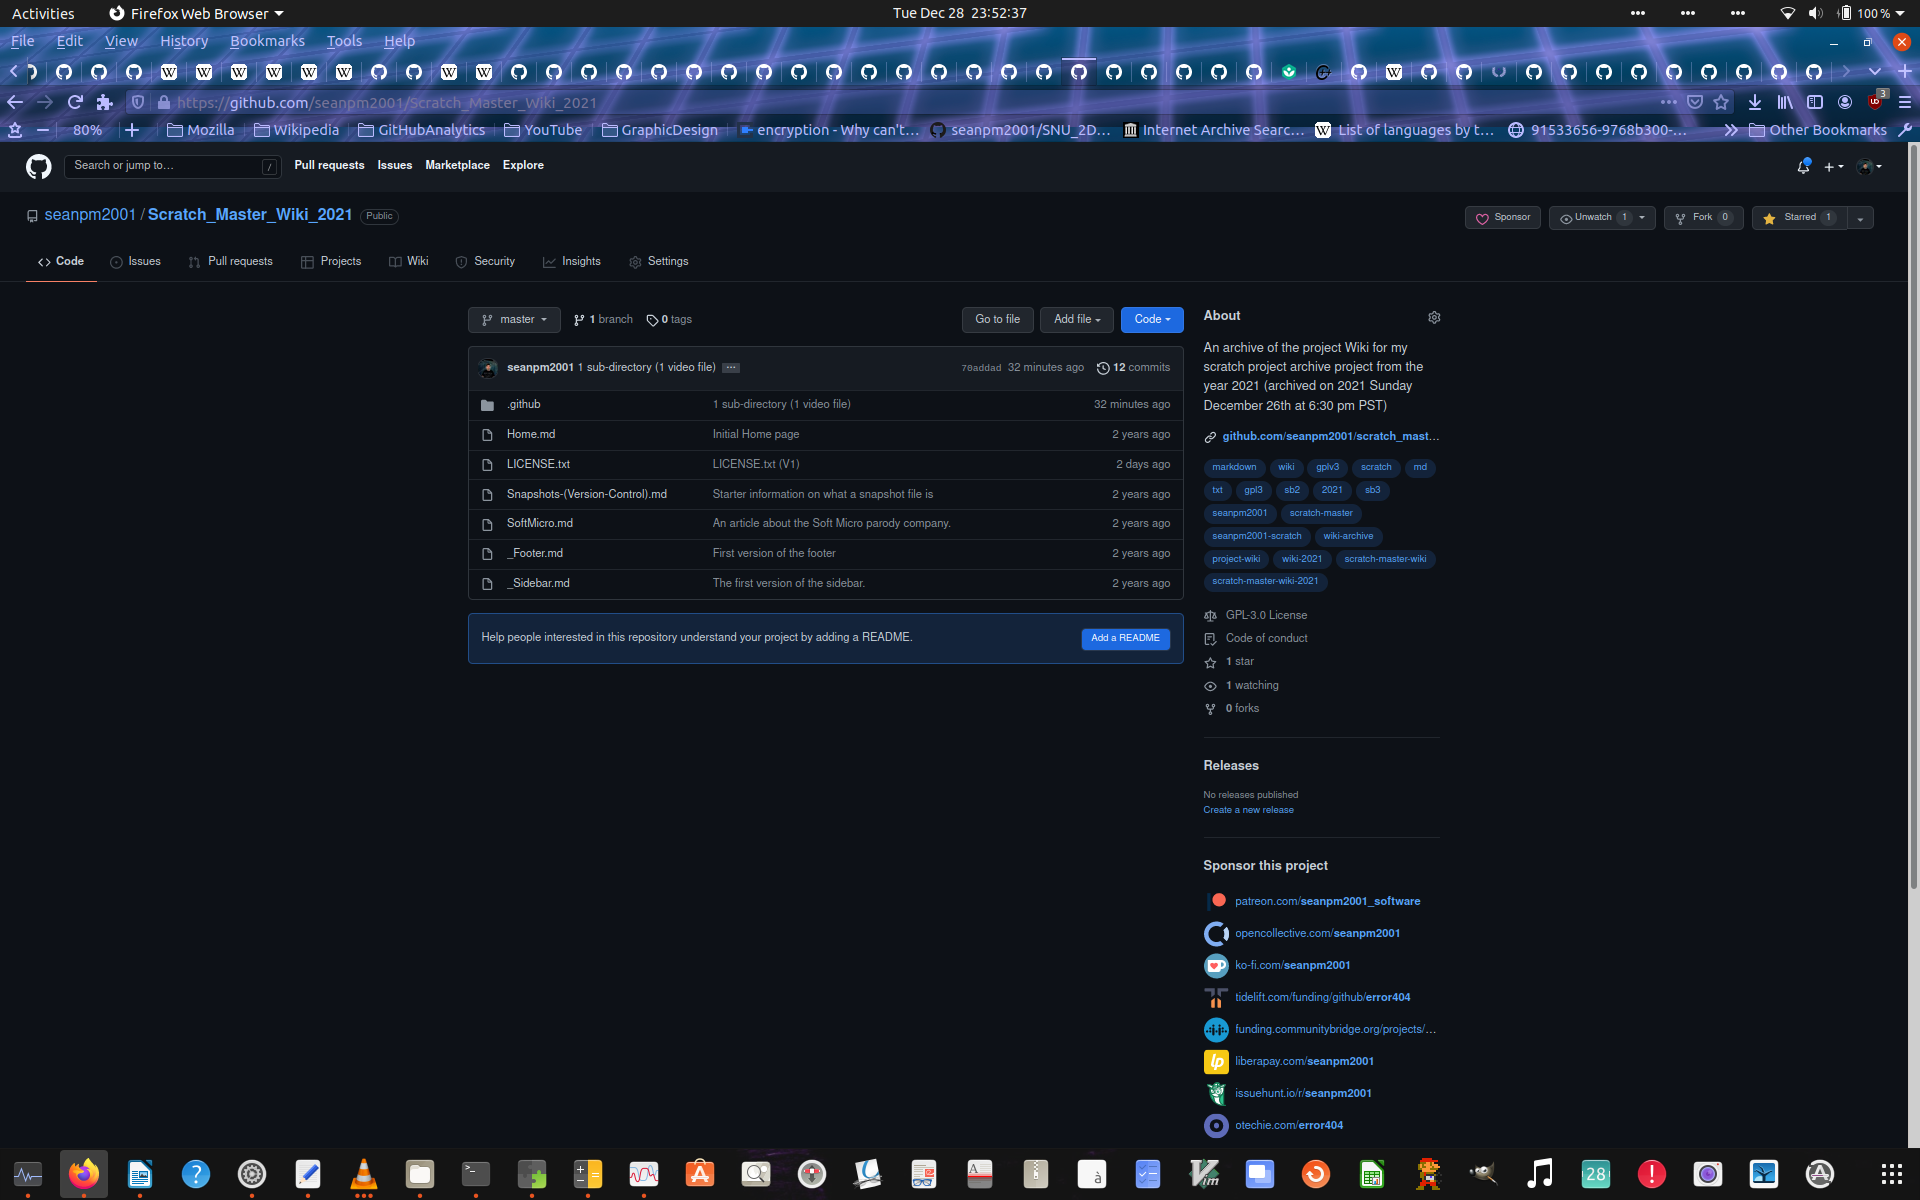 Activities Firefox Web Browser Tue Dec 28 23:52:37 100 %
File Edit View History Bookmarks Tools Help
https://github.com/seanpm2001/Scratch_Master_Wiki_2021 3
80% Mozilla Wikipedia GitHubAnalytics YouTube GraphicDesign encryption - Why can't… seanpm2001/SNU_2D… Internet Archive Searc… List of languages by t… 91533656-9768b300-… Other Bookmarks
Search or jump to… / Pull requests Issues Marketplace Explore
seanpm2001 / Scratch_Master_Wiki_2021 Public
Sponsor Unwatch 1 Fork 0 Starred 1
Code Issues Pull requests Projects Wiki Security Insights Settings
master 1 branch 0 tags Go to file Add file Code
seanpm2001 1 sub-directory (1 video file) ... 70addad 32 minutes ago 12 commits
.github 1 sub-directory (1 video file) 32 minutes ago
Home.md Initial Home page 2 years ago
LICENSE.txt LICENSE.txt (V1) 2 days ago
Snapshots-(Version-Control).md Starter information on what a snapshot file is 2 years ago
SoftMicro.md An article about the Soft Micro parody company. 2 years ago
_Footer.md First version of the footer 2 years ago
_Sidebar.md The first version of the sidebar. 2 years ago
Help people interested in this repository understand your project by adding a README. Add a README
About
An archive of the project Wiki for my
scratch project archive project from the
year 2021 (archived on 2021 Sunday
December 26th at 6:30 pm PST)
github.com/seanpm2001/scratch_mast…
markdown wiki gplv3 scratch md
txt gpl3 sb2 2021 sb3
seanpm2001 scratch-master
seanpm2001-scratch wiki-archive
project-wiki wiki-2021 scratch-master-wiki
scratch-master-wiki-2021
GPL-3.0 License
Code of conduct
1 star
1 watching
0 forks
Releases
No releases published
Create a new release
Sponsor this project
patreon.com/seanpm2001_software
opencollective.com/seanpm2001
ko-fi.com/seanpm2001
tidelift.com/funding/github/error404
funding.communitybridge.org/projects/…
liberapay.com/seanpm2001
issuehunt.io/r/seanpm2001
otechie.com/error404
28